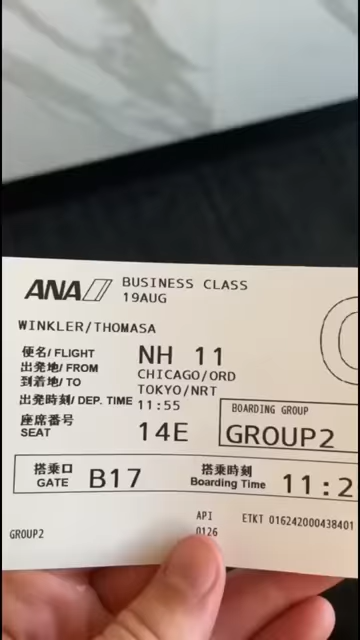 ANA BUSINESS CLASS
19AUG
WINKLER/THOMASA
便名/ FLIGHT NH 11
出発地/ FROM CHICAGO/ORD
到着地/ TO TOKYO/NRT
出発時刻/ DEP. TIME 11:55
座席番号 SEAT 14E
BOARDING GROUP
GROUP2
搭乗口 GATE B17 搭乗時刻 Boarding Time 11:2
API
0126
ETKT 016242000438401
GROUP2